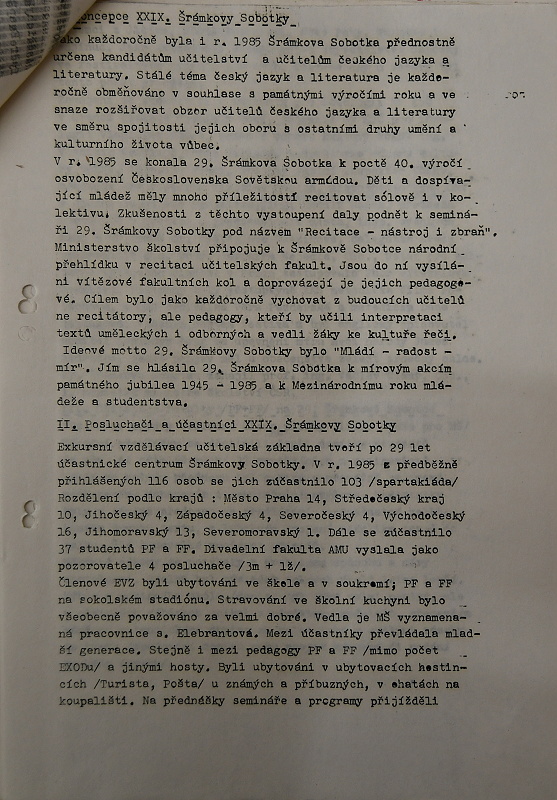 oncepce XXIX. Šrámkovy Sobotky
Jako každoročně byla i r. 1985 Šrámkova Sobotka přednostně
určena kandidátům učitelství a učitelům českého jazyka a
literatury. Stálé téma český jazyk a literatura je každo-
ročně obměňováno v souhlase s památnými výročími roku a ve
snaze rozšiřovat obzor učitelů českého jazyka a literatury
ve směru spojitosti jejich oboru s ostatními druhy umění a
kulturního života vůbec.
V r. 1985 se konala 29. Šrámkova Sobotka k poctě 40. výročí
osvobození Československa Sovětskou armádou. Děti a dospíva-
jící mládež měly mnoho příležitostí recitovat sólově i v ko-
lektivu. Zkušenosti z těchto vystoupení daly podnět k seminá-
ři 29. Šrámkovy Sobotky pod názvem "Recitace - nástroj i zbraň".
Ministerstvo školství připojuje k Šrámkově Sobotce národní
přehlídku v recitaci učitelských fakult. Jsou do ní vysílá-
ni vítězové fakultních kol a doprovázejí je jejich pedagogo-
vé. Cílem bylo jako každoročně vychovat z budoucích učitelů
ne recitátory, ale pedagogy, kteří by učili interpretaci
textů uměleckých i odborných a vedli žáky ke kultuře řeči.
Ideové motto 29. Šrámkovy Sobotky bylo "Mládí - radost -
mír". Jím se hlásila 29. Šrámkova Sobotka k mírovým akcím
památného jubilea 1945 - 1985 a k Mezinárodnímu roku mlá-
deže a studentstva.
II. Posluchači a účastníci XXIX. Šrámkovy Sobotky
Exkursní vzdělávací učitelská základna tvoří po 29 let
účastnické centrum Šrámkovy Sobotky. V r. 1985 z předběžně
přihlášených 116 osob se jich zúčastnilo 103 /spartakiáda/
Rozdělení podle krajů : Město Praha 14, Středočeský kraj
10, Jihočeský 4, Západočeský 4, Severočeský 4, Východočeský
16, Jihomoravský 13, Severomoravský 1. Dále se zúčastnilo
37 studentů PF a FF. Divadelní fakulta AMU vyslala jako
pozorovatele 4 posluchače /3m + 1ž/.
Členové EVZ byli ubytováni ve škole a v soukromí; PF a FF
na sokolském stadiónu. Stravování ve školní kuchyni bylo
všeobecně považováno za velmi dobré. Vedla je MŠ vyznamena-
ná pracovnice s. Elebrantová. Mezi účastníky převládala mlad-
ší generace. Stejně i mezi pedagogy PF a FF /mimo počet
EXODu/ a jinými hosty. Byli ubytováni v ubytovacích hostin-
cích /Turista, Pošta/ u známých a příbuzných, v chatách na
koupališti. Na přednášky semináře a programy přijížděli